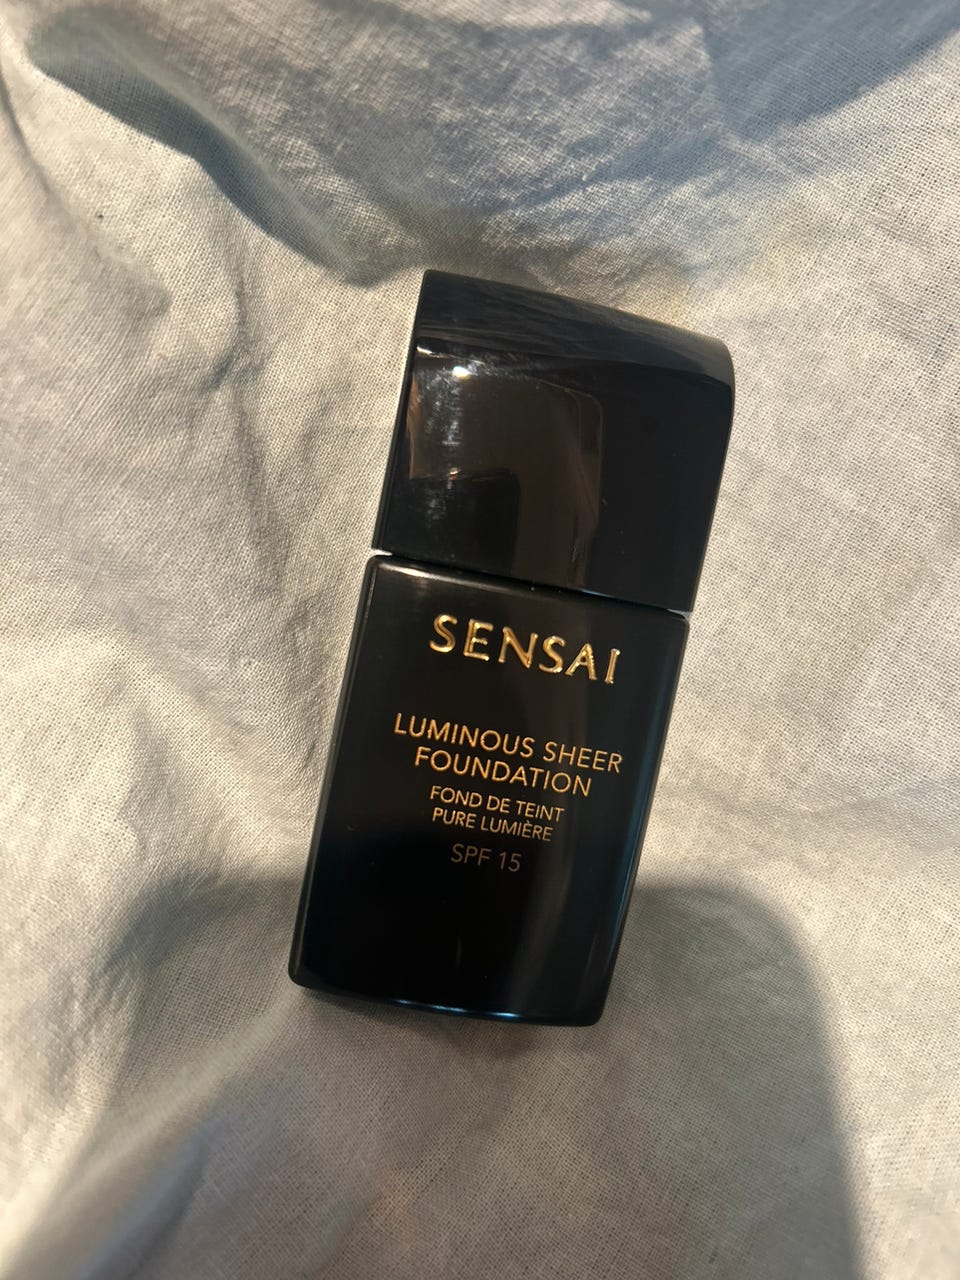 SENSAI
LUMINOUS SHEER
FOUNDATION
FOND DE TEINT
PURE LUMIÈRE
SPF 15